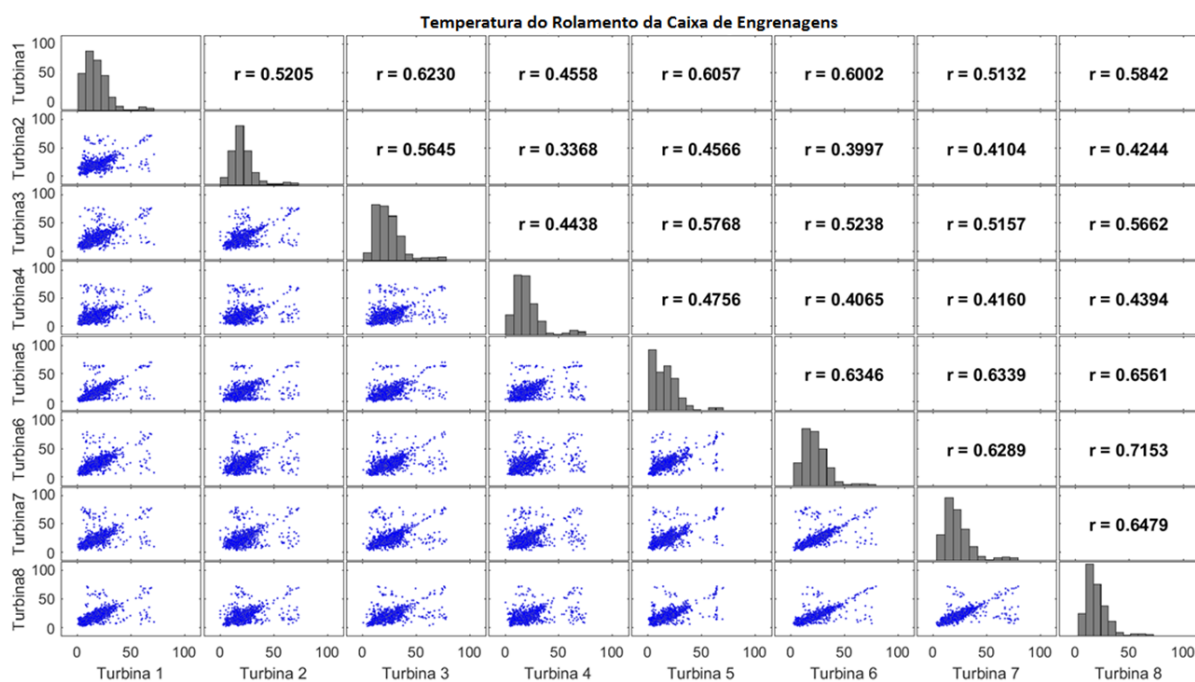 Temperatura do Rolamento da Caixa de Engrenagens
Turbina1 100 50 0 r = 0.5205 r = 0.6230 r = 0.4558 r = 0.6057 r = 0.6002 r = 0.5132 r = 0.5842
Turbina2 100 50 0 r = 0.5645 r = 0.3368 r = 0.4566 r = 0.3997 r = 0.4104 r = 0.4244
Turbina3 100 50 0 r = 0.4438 r = 0.5768 r = 0.5238 r = 0.5157 r = 0.5662
Turbina4 100 50 0 r = 0.4756 r = 0.4065 r = 0.4160 r = 0.4394
Turbina5 100 50 0 r = 0.6346 r = 0.6339 r = 0.6561
Turbina6 100 50 0 r = 0.6289 r = 0.7153
Turbina7 100 50 0 r = 0.6479
Turbina8 100 50 0
0 50 100 0 50 100 0 50 100 0 50 100 0 50 100 0 50 100 0 50 100 0 50 100
Turbina 1 Turbina 2 Turbina 3 Turbina 4 Turbina 5 Turbina 6 Turbina 7 Turbina 8